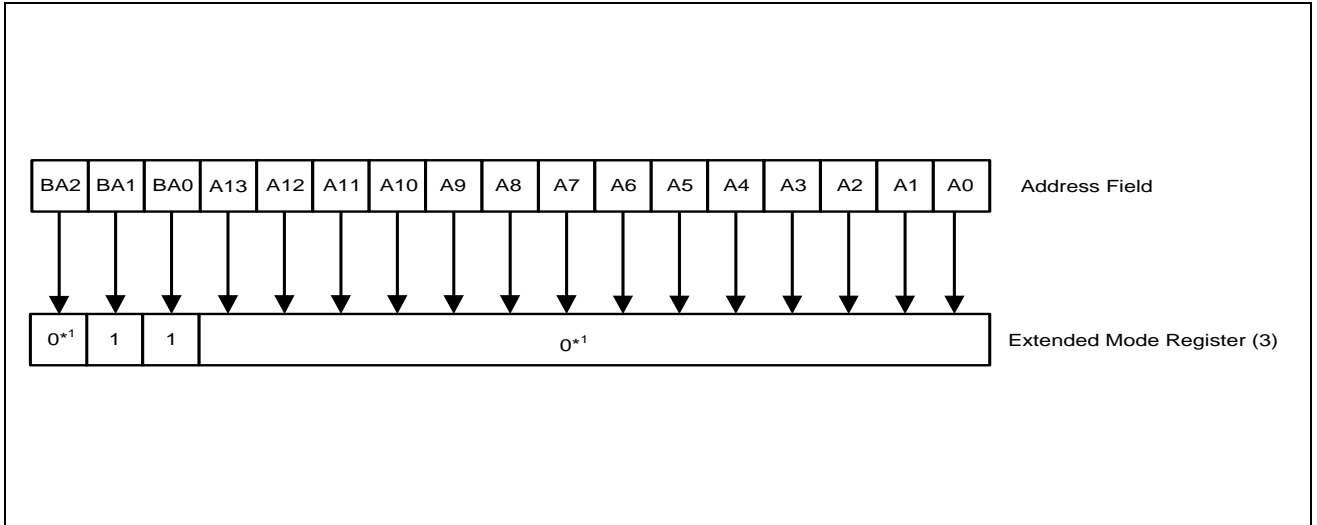 BA2 BA1 BA0 A13 A12 A11 A10 A9 A8 A7 A6 A5 A4 A3 A2 A1 A0 Address Field
0*1 1 1 0*1 Extended Mode Register (3)